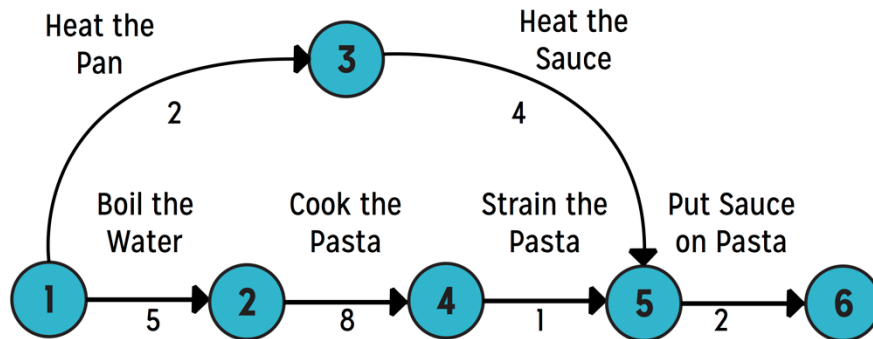 Heat the
Pan
3
Heat the
Sauce
2
4
Boil the
Water
Cook the
Pasta
Strain the
Pasta
Put Sauce
on Pasta
1
5
2
8
4
1
5
2
6